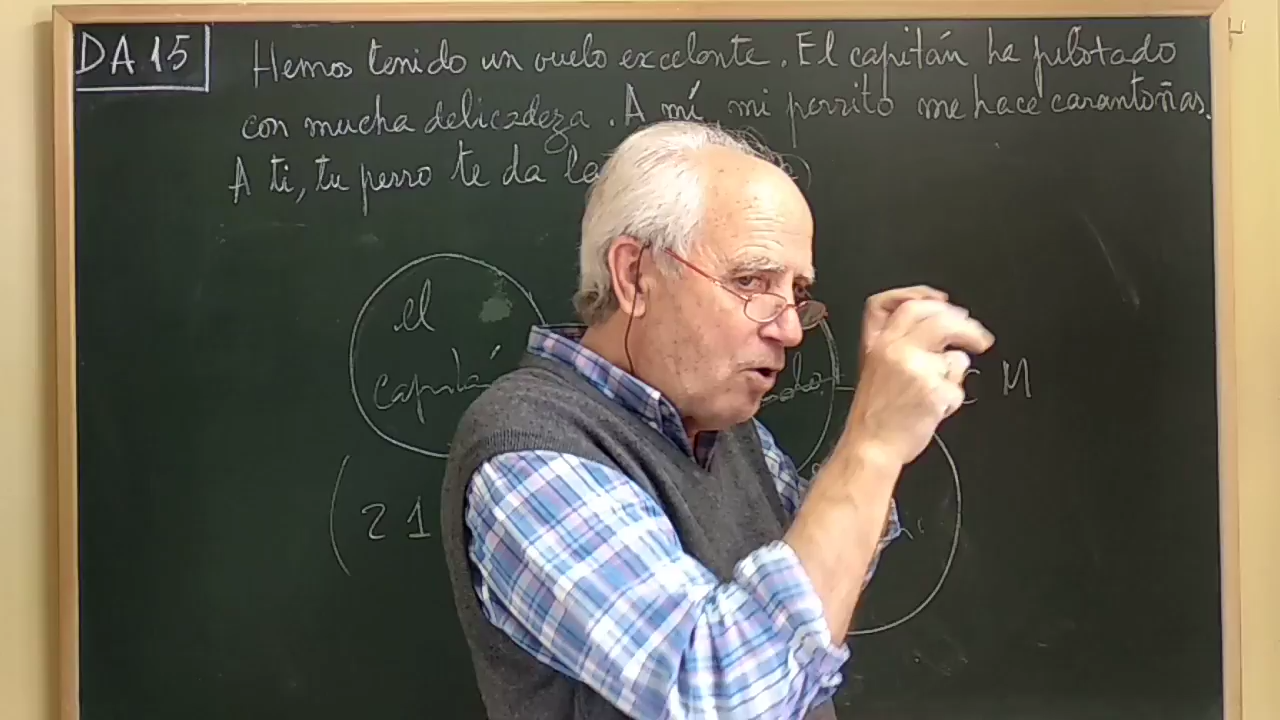 DA 15
Hemos tenido un vuelo excelente. El capitán ha pilotado
con mucha delicadeza. A mí, mi perrito me hace carantoñas.
A ti, tu perro te da la
el
capitán
C M
2 1